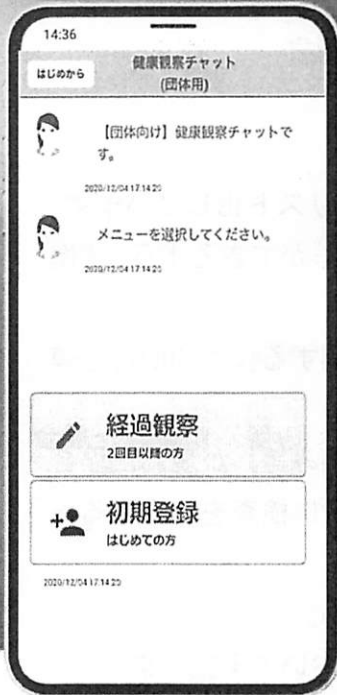 14:36
はじめから
健康観察チャット
(団体用)
【団体向け】健康観察チャットで
す。
2020/12/04 17:14:20
メニューを選択してください。
2020/12/04 17:14:20
経過観察
2回目以降の方
初期登録
はじめての方
2020/12/04 17:14:20